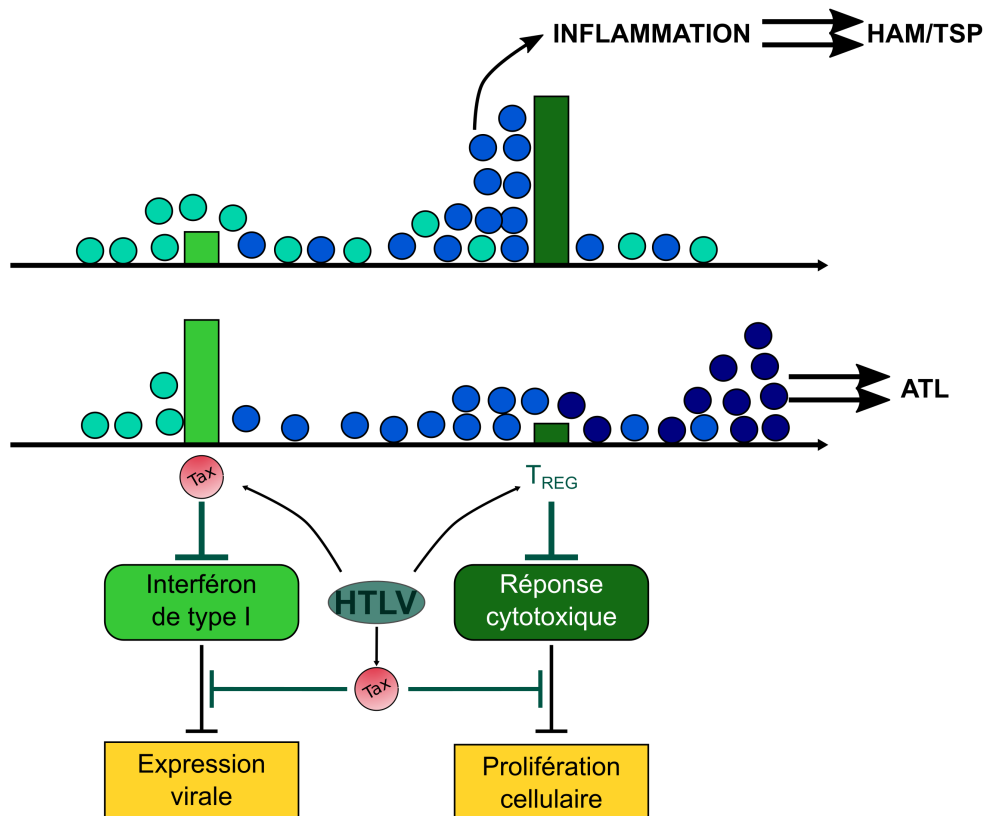 INFLAMMATION
HAM/TSP
ATL
Tax
TREG
Interféron
de type I
HTLV
Réponse
cytotoxique
Tax
Expression
virale
Prolifération
cellulaire